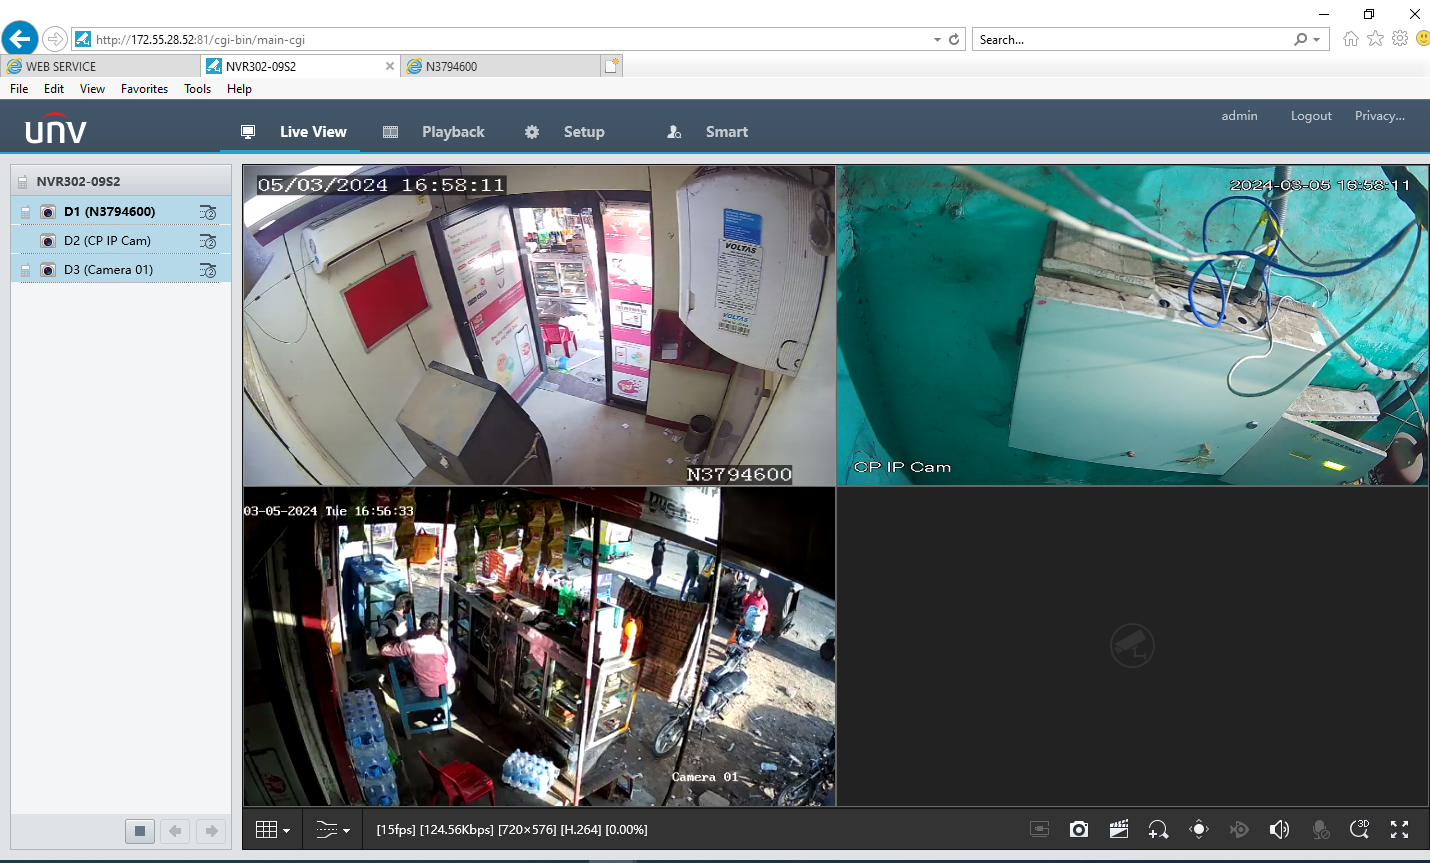 http://172.55.28.52:81/cgi-bin/main-cgi
Search...
WEB SERVICE
NVR302-09S2
N3794600
File Edit View Favorites Tools Help
unv
Live View
Playback
Setup
Smart
admin
Logout
Privacy...
NVR302-09S2
D1 (N3794600)
D2 (CP IP Cam)
D3 (Camera 01)
05/03/2024 16:58:11
VOLTAS
VOLTAS
N3794600
2024-03-05 16:58:11
CP IP Cam
03-05-2024 Tue 16:56:33
Camera 01
[15fps] [124.56Kbps] [720×576] [H.264] [0.00%]
3D